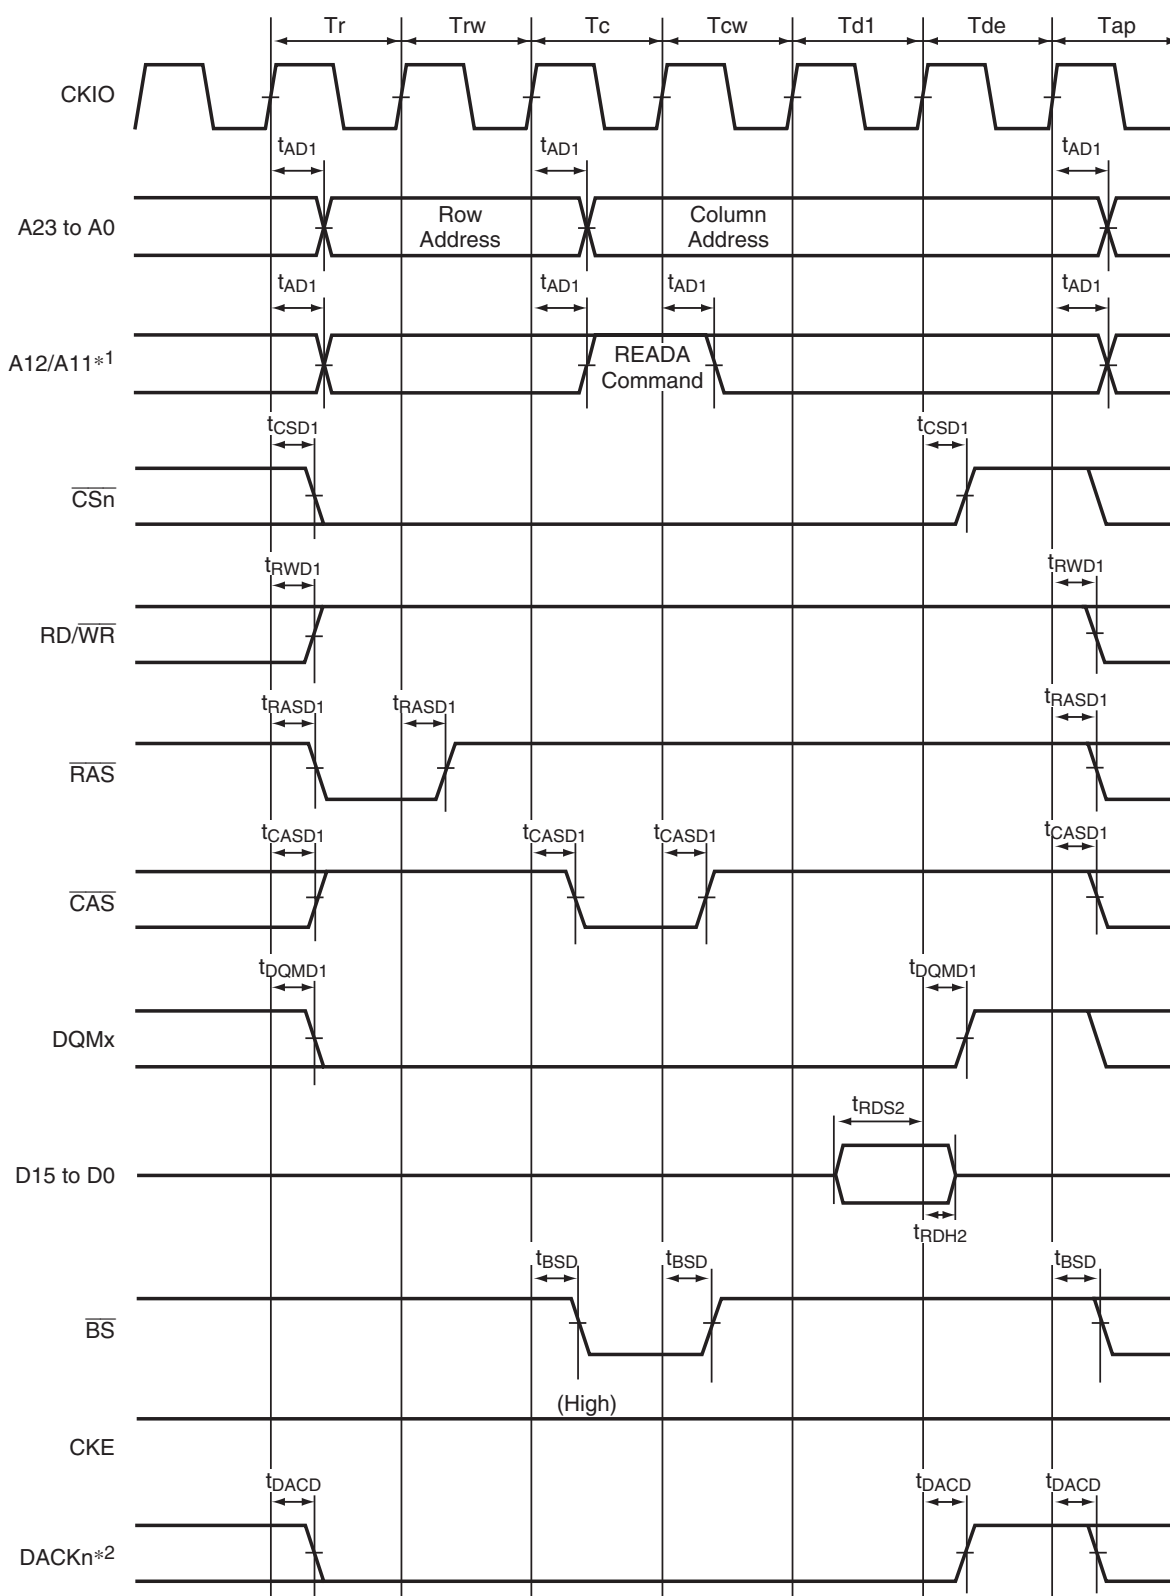 Tr Trw Tc Tcw Td1 Tde Tap
CKIO
tAD1 tAD1 tAD1
A23 to A0
Row
Address
Column
Address
tAD1 tAD1 tAD1 tAD1
A12/A11*1
READA
Command
tCSD1 tCSD1
CSn
tRWD1 tRWD1
RD/WR
tRASD1 tRASD1 tRASD1
RAS
tCASD1 tCASD1 tCASD1 tCASD1
CAS
tDQMD1 tDQMD1
DQMx
tRDS2
D15 to D0
tRDH2
tBSD tBSD tBSD
BS
(High)
CKE
tDACD tDACD tDACD
DACKn*2